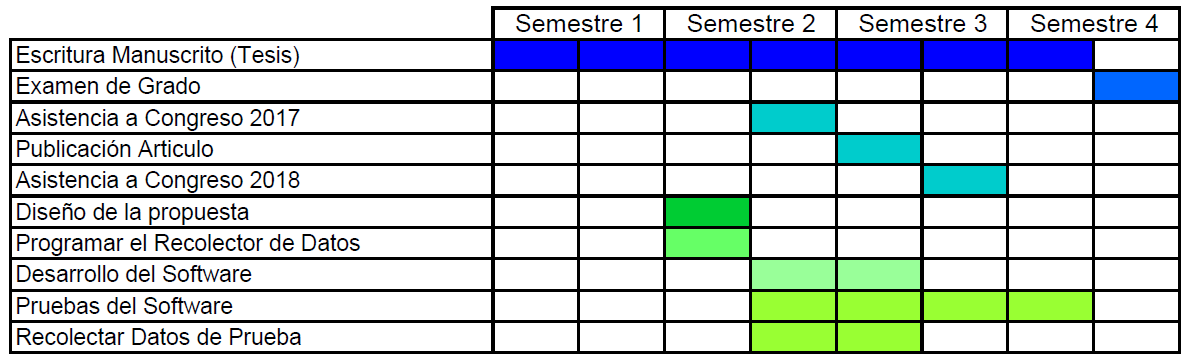 Semestre 1 Semestre 2 Semestre 3 Semestre 4
Escritura Manuscrito (Tesis)
Examen de Grado
Asistencia a Congreso 2017
Publicación Articulo
Asistencia a Congreso 2018
Diseño de la propuesta
Programar el Recolector de Datos
Desarrollo del Software
Pruebas del Software
Recolectar Datos de Prueba